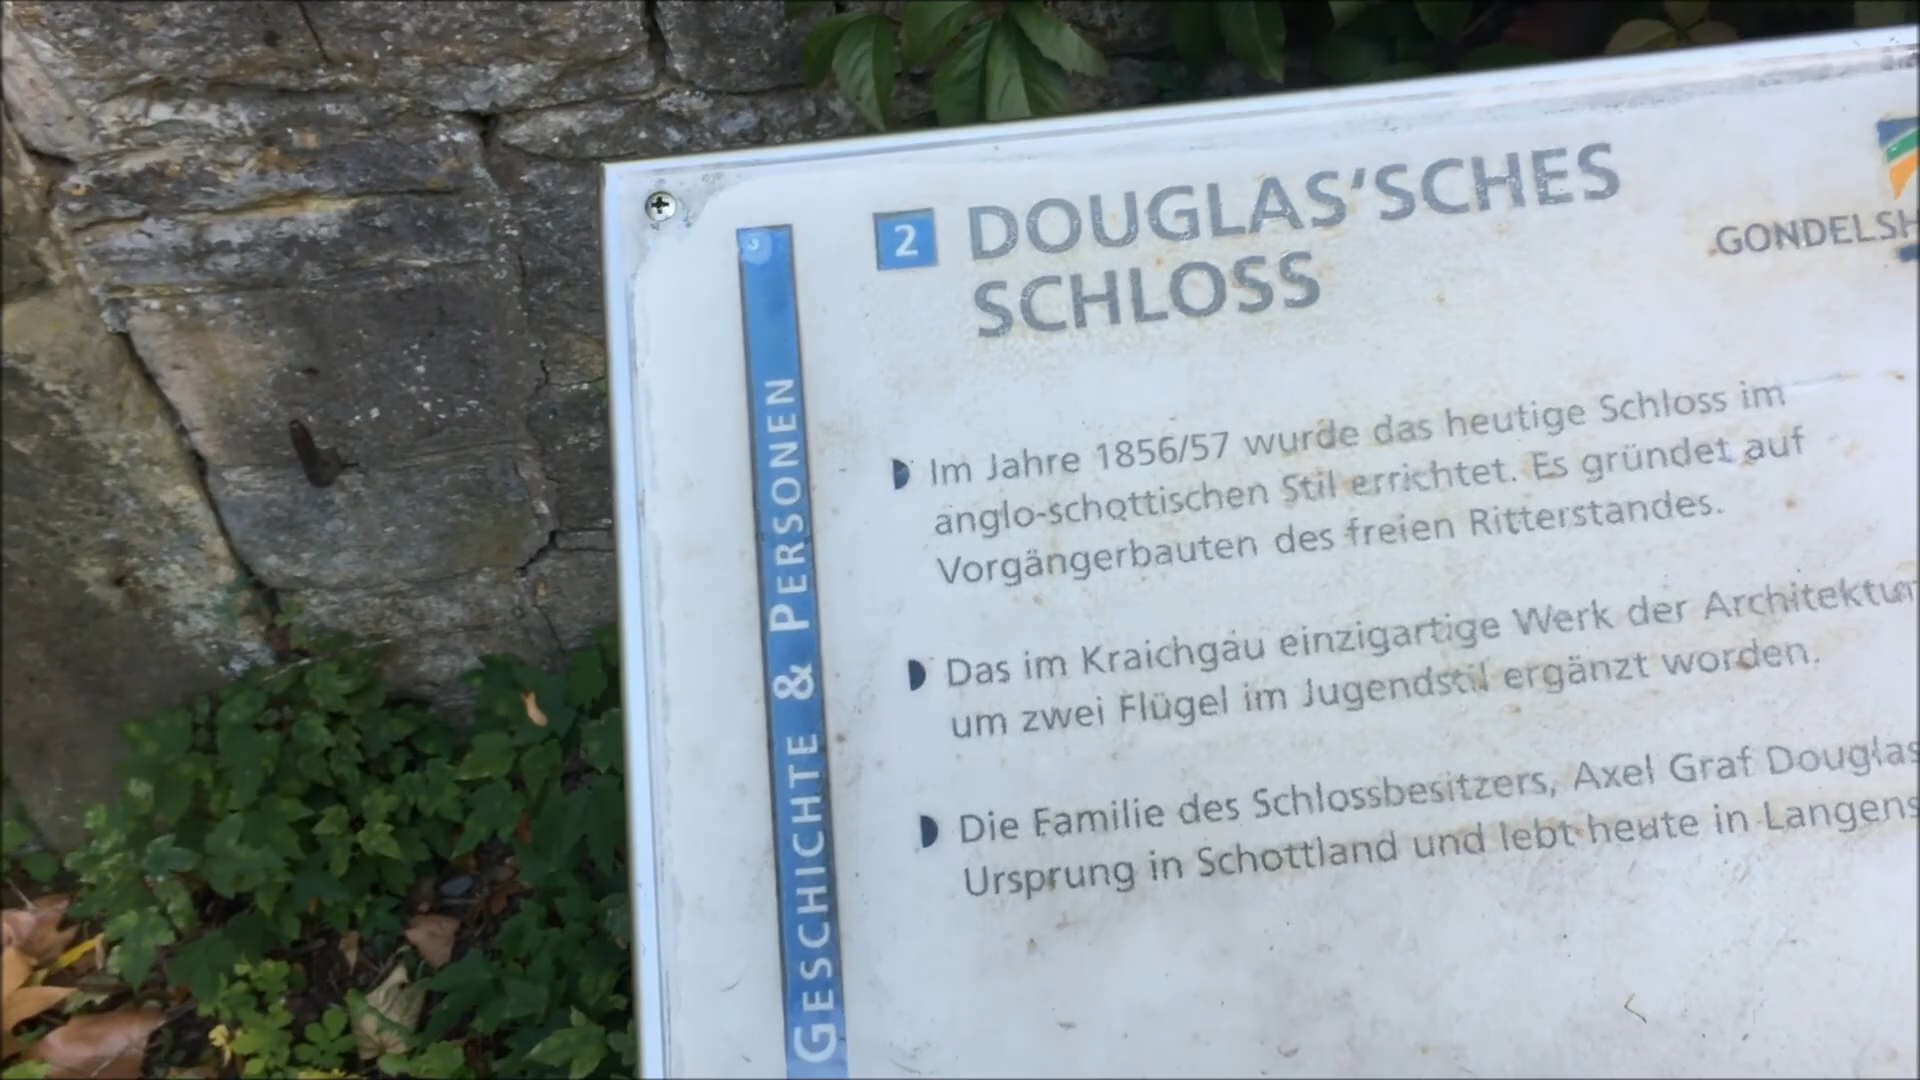 2 DOUGLAS'SCHES
SCHLOSS
GONDELSH
Im Jahre 1856/57 wurde das heutige Schloss im
anglo-schottischen Stil errichtet. Es gründet auf
Vorgängerbauten des freien Ritterstandes.
Das im Kraichgau einzigartige Werk der Architektur
um zwei Flügel im Jugendstil ergänzt worden.
Die Familie des Schlossbesitzers, Axel Graf Douglas
Ursprung in Schottland und lebt heute in Langens
GESCHICHTE & PERSONEN